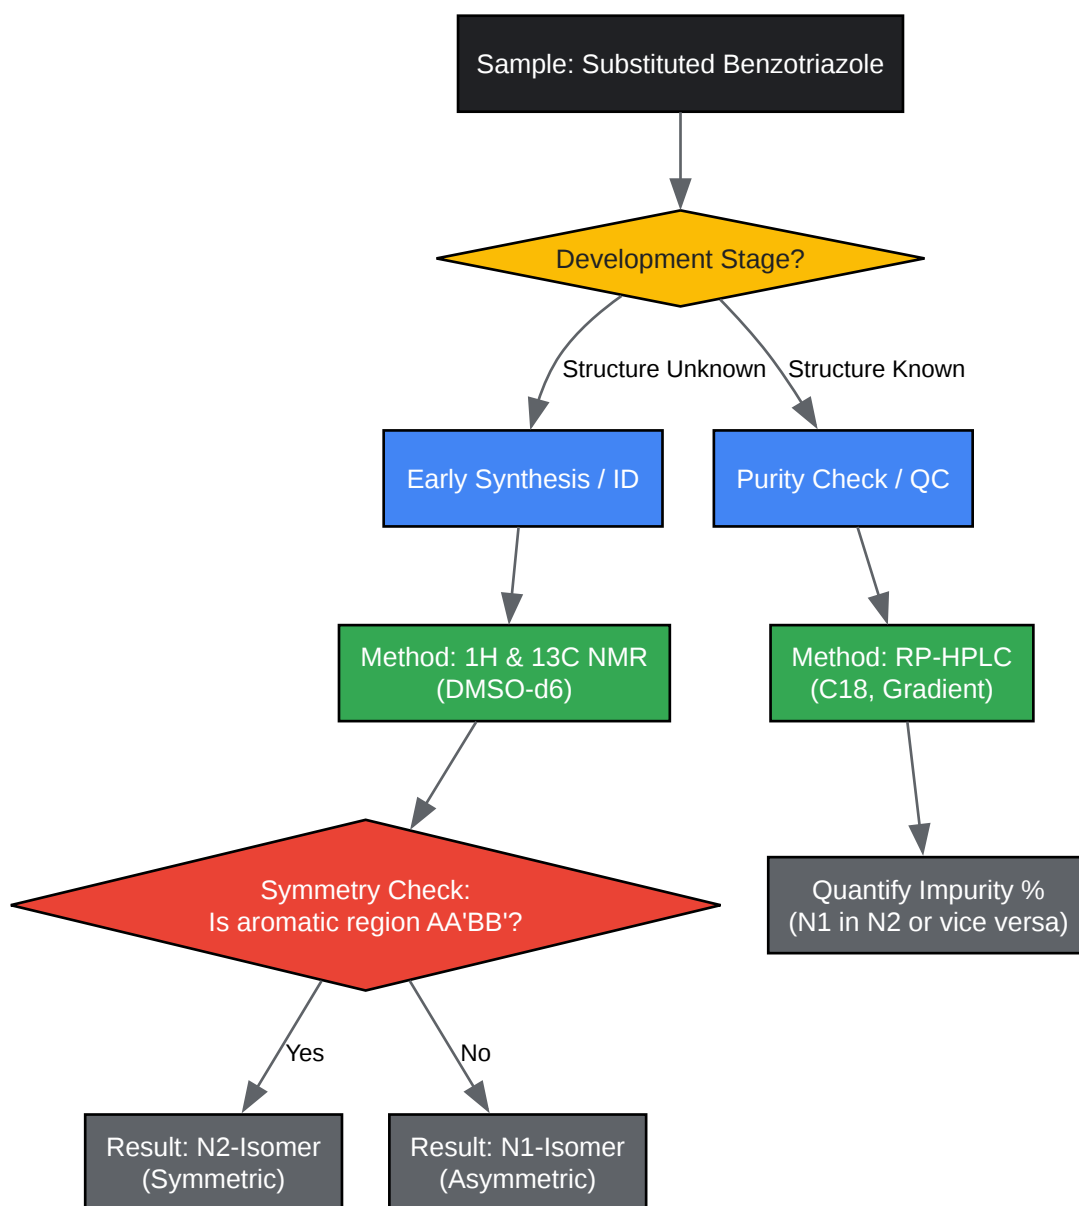 Sample: Substituted Benzotriazole
Development Stage?
Structure Unknown
Structure Known
Early Synthesis / ID
Purity Check / QC
Method: 1H & 13C NMR
(DMSO-d6)
Method: RP-HPLC
(C18, Gradient)
Symmetry Check:
Is aromatic region AA'BB'?
Quantify Impurity %
(N1 in N2 or vice versa)
Yes
No
Result: N2-Isomer
(Symmetric)
Result: N1-Isomer
(Asymmetric)